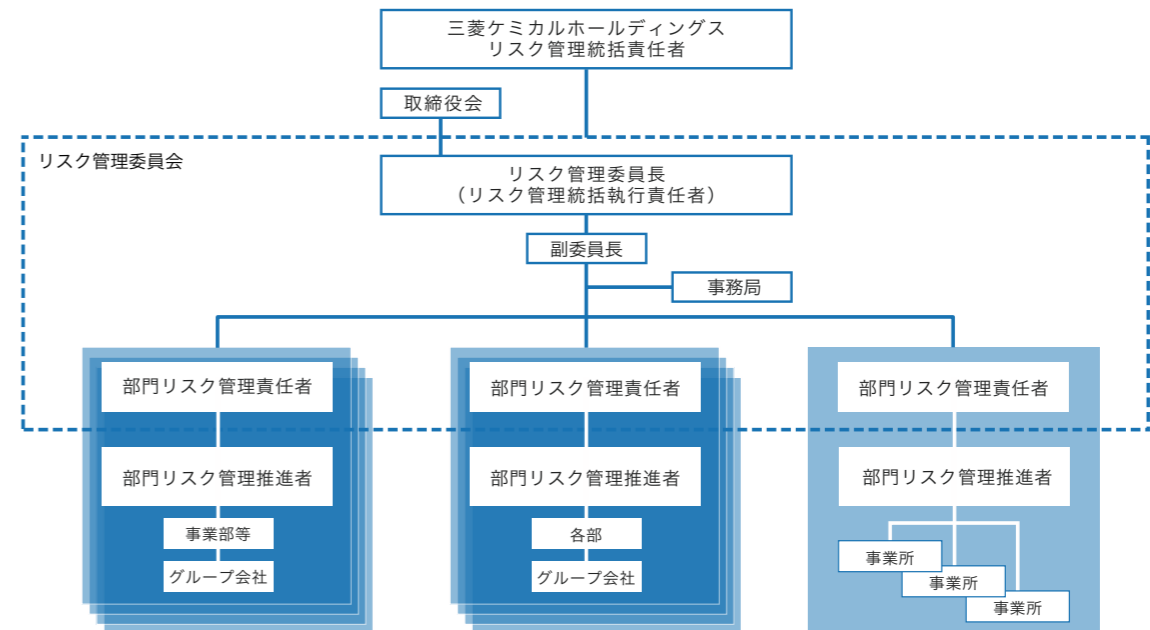 三菱ケミカルホールディングス
リスク管理統括責任者
取締役会
リスク管理委員会
リスク管理委員長
（リスク管理統括執行責任者）
副委員長
事務局
部門リスク管理責任者
部門リスク管理推進者
事業部等
グループ会社
部門リスク管理責任者
部門リスク管理推進者
各部
グループ会社
部門リスク管理責任者
部門リスク管理推進者
事業所
事業所
事業所